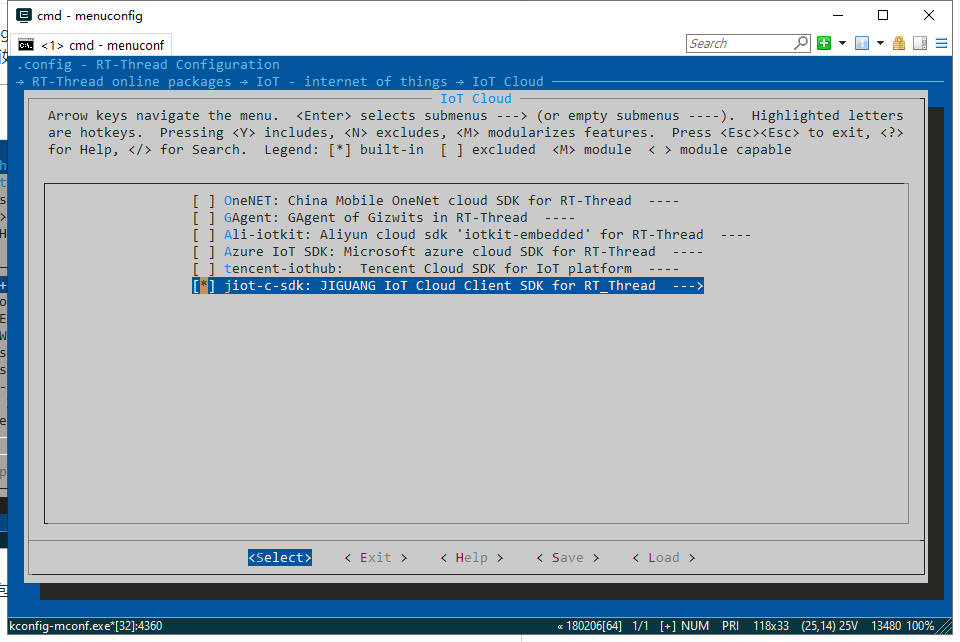 cmd - menuconfig
<1> cmd - menuconf
Search
.config - RT-Thread Configuration
→ RT-Thread online packages → IoT - internet of things → IoT Cloud
IoT Cloud
Arrow keys navigate the menu.  <Enter> selects submenus ---> (or empty submenus ----).  Highlighted letters
are hotkeys.  Pressing <Y> includes, <N> excludes, <M> modularizes features.  Press <Esc><Esc> to exit, <?>
for Help, </> for Search.  Legend: [*] built-in  [ ] excluded  <M> module  < > module capable
[ ] OneNET: China Mobile OneNet cloud SDK for RT-Thread  ----
[ ] GAgent: GAgent of Gizwits in RT-Thread  ----
[ ] Ali-iotkit: Aliyun cloud sdk 'iotkit-embedded' for RT-Thread  ----
[ ] Azure IoT SDK: Microsoft azure cloud SDK for RT-Thread  ----
[ ] tencent-iothub:  Tencent Cloud SDK for IoT platform  ----
[*] jiot-c-sdk: JIGUANG IoT Cloud Client SDK for RT_Thread  --->
<Select>    < Exit >    < Help >    < Save >    < Load >
kconfig-mconf.exe*[32]:4360    « 180206[64]  1/1  [+] NUM  PRI  118x33  (25,14) 25V  13480 100%